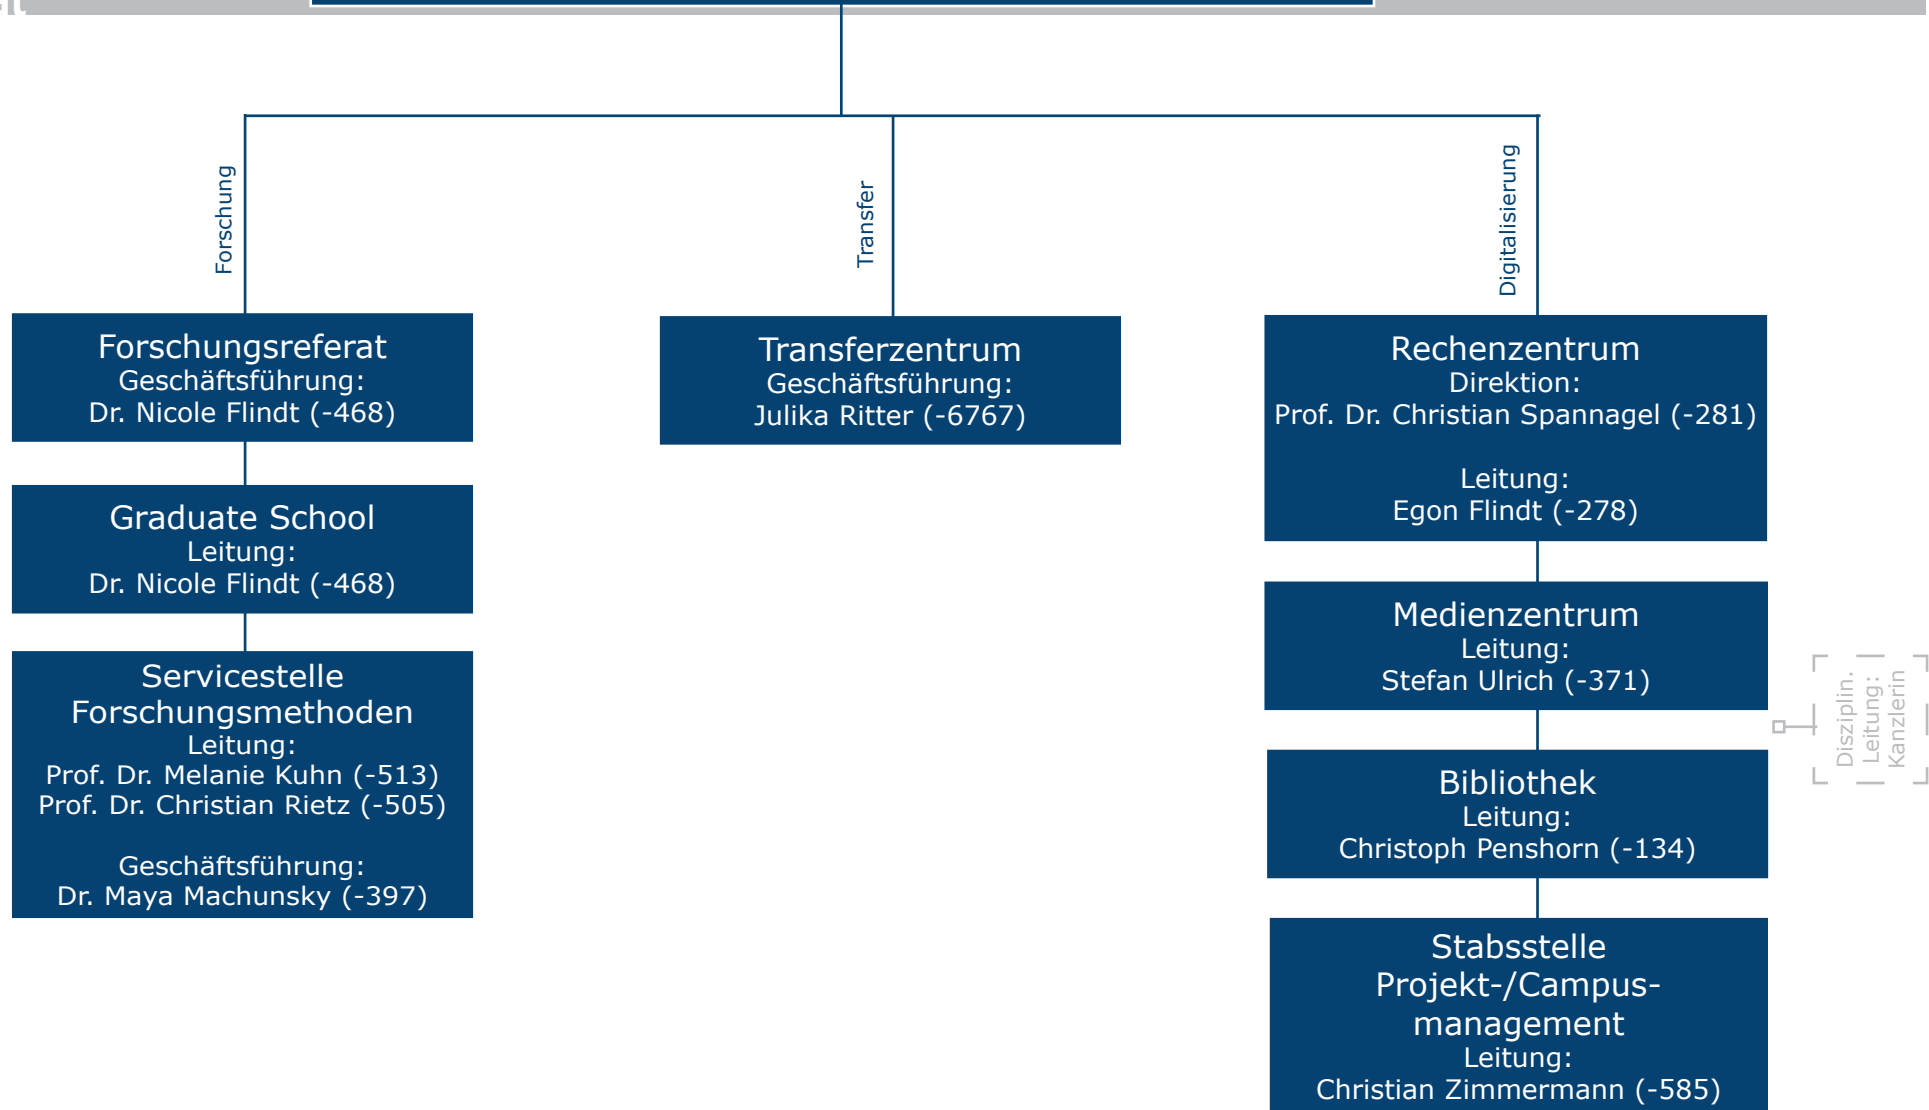 Forschung
Transfer
Digitalisierung
Forschungsreferat
Geschäftsführung:
Dr. Nicole Flindt (-468)
Graduate School
Leitung:
Dr. Nicole Flindt (-468)
Servicestelle
Forschungsmethoden
Leitung:
Prof. Dr. Melanie Kuhn (-513)
Prof. Dr. Christian Rietz (-505)
Geschäftsführung:
Dr. Maya Machunsky (-397)
Transferzentrum
Geschäftsführung:
Julika Ritter (-6767)
Rechenzentrum
Direktion:
Prof. Dr. Christian Spannagel (-281)
Leitung:
Egon Flindt (-278)
Medienzentrum
Leitung:
Stefan Ulrich (-371)
Bibliothek
Leitung:
Christoph Penshorn (-134)
Stabsstelle
Projekt-/Campus-
management
Leitung:
Christian Zimmermann (-585)
Disziplin.
Leitung:
Kanzlerin